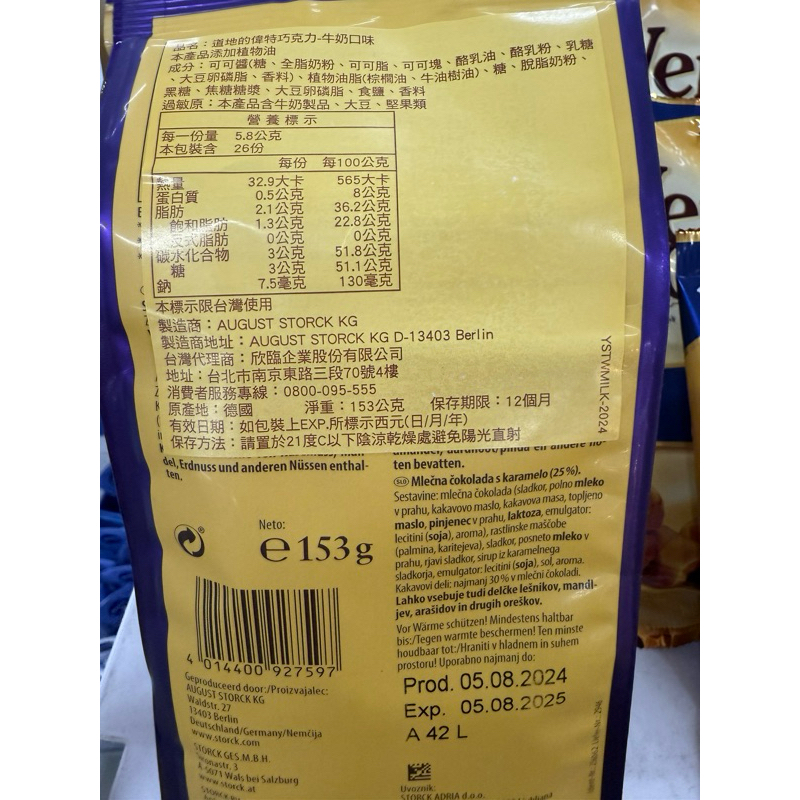 品名：道地的偉特巧克力-牛奶口味
本產品添加植物油
成分：可可醬(糖、全脂奶粉、可可脂、可可塊、酪乳油、酪乳粉、乳糖
、大豆卵磷脂、香料)、植物油脂(棕櫚油、牛油樹油)、糖、脫脂奶粉、
黑糖、焦糖糖漿、大豆卵磷脂、食鹽、香料
過敏原：本產品含牛奶製品、大豆、堅果類
營養標示
每一份量 5.8公克
本包裝含 26份
每份 每100公克
熱量 32.9大卡 565大卡
蛋白質 0.5公克 8公克
脂肪 2.1公克 36.2公克
飽和脂肪 1.3公克 22.8公克
反式脂肪 0公克 0公克
碳水化合物 3公克 51.8公克
糖 3公克 51.1公克
鈉 7.5毫克 130毫克
本標示限台灣使用
製造商：AUGUST STORCK KG
製造商地址：AUGUST STORCK KG D-13403 Berlin
台灣代理商：欣臨企業股份有限公司
地址：台北市南京東路三段70號4樓
消費者服務專線：0800-095-555
原產地：德國 淨重：153公克 保存期限：12個月
有效日期：如包裝上EXP.所標示西元(日/月/年)
保存方法：請置於21度C以下陰涼乾燥處避免陽光直射
YSTWMILK-2024
del, Erdnuss und anderen Nüssen enthal-
ten.
ten bevatten.
SLO Mlečna čokolada s karamelo (25%).
Sestavine: mlečna čokolada (sladkor, polno mleko
v prahu, kakavovo maslo, kakavova masa, topljeno
maslo, pinjenec v prahu, laktoza, emulgator:
lecitini (soja), aroma), rastlinske maščobe
(palmina, karitejeva), sladkor, posneto mleko v
prahu, rjavi sladkor, sirup iz karamelnega
sladkorja, emulgator: lecitini (soja), sol, aroma.
Kakavovi deli: najmanj 30% v mlečni čokoladi.
Lahko vsebuje tudi delčke lešnikov, mandl-
jev, arašidov in drugih oreškov.
Neto:
e 153 g
Vor Wärme schützen! Mindestens haltbar
bis:/Tegen warmte beschermen! Ten minste
houdbaar tot:/Hraniti v hladnem in suhem
prostoru! Uporabno najmanj do:
Prod. 05.08.2024
Exp. 05.08.2025
A 42 L
4 014400 927597
Geproduceerd door:/Proizvajalec:
AUGUST STORCK KG
Waldstr. 27
13403 Berlin
Deutschland/Germany/Nemčija
www.storck.com
STORCK GES.M.B.H.
A-5071 Wals bei Salzburg
www.storck.at
Uvoznik:
STORCK ADRIA d.o.o.